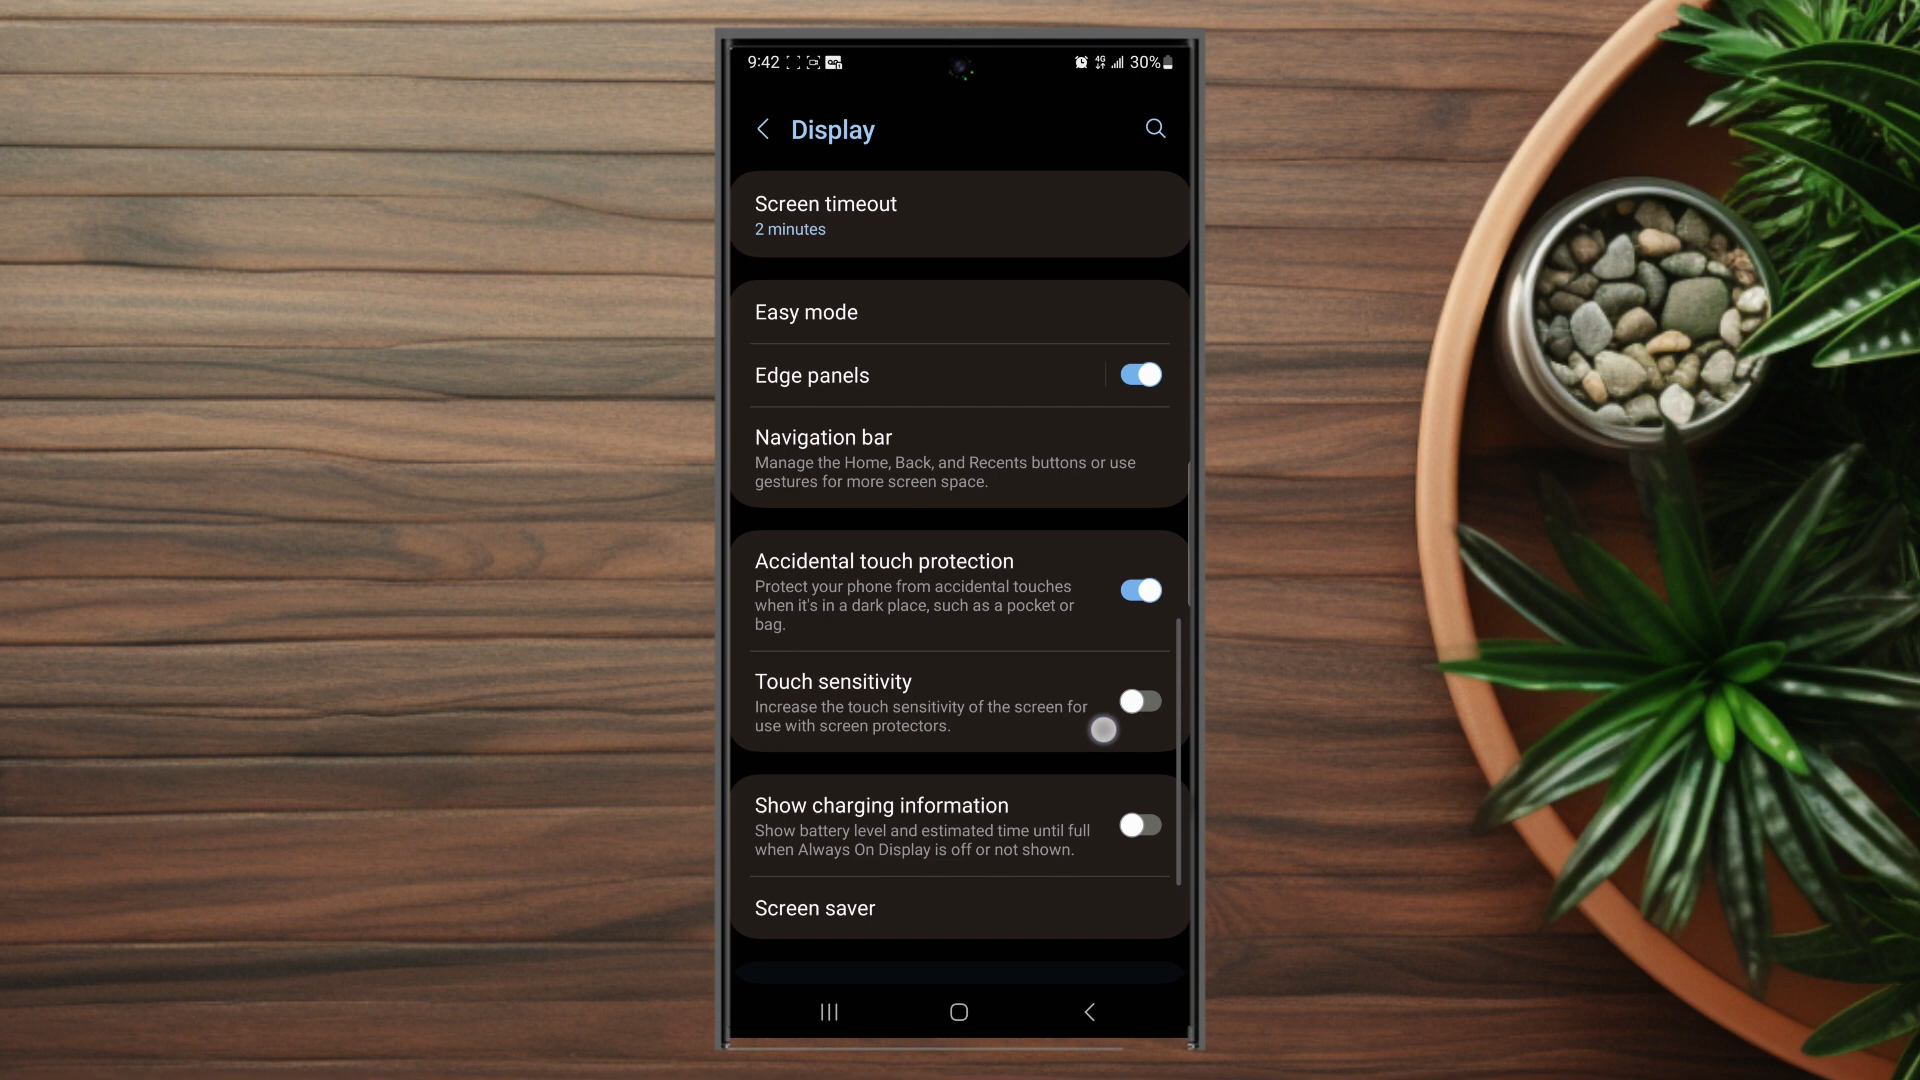 9:42
4G
30%
Display
Screen timeout
2 minutes
Easy mode
Edge panels
Navigation bar
Manage the Home, Back, and Recents buttons or use
gestures for more screen space.
Accidental touch protection
Protect your phone from accidental touches
when it's in a dark place, such as a pocket or
bag.
Touch sensitivity
Increase the touch sensitivity of the screen for
use with screen protectors.
Show charging information
Show battery level and estimated time until full
when Always On Display is off or not shown.
Screen saver